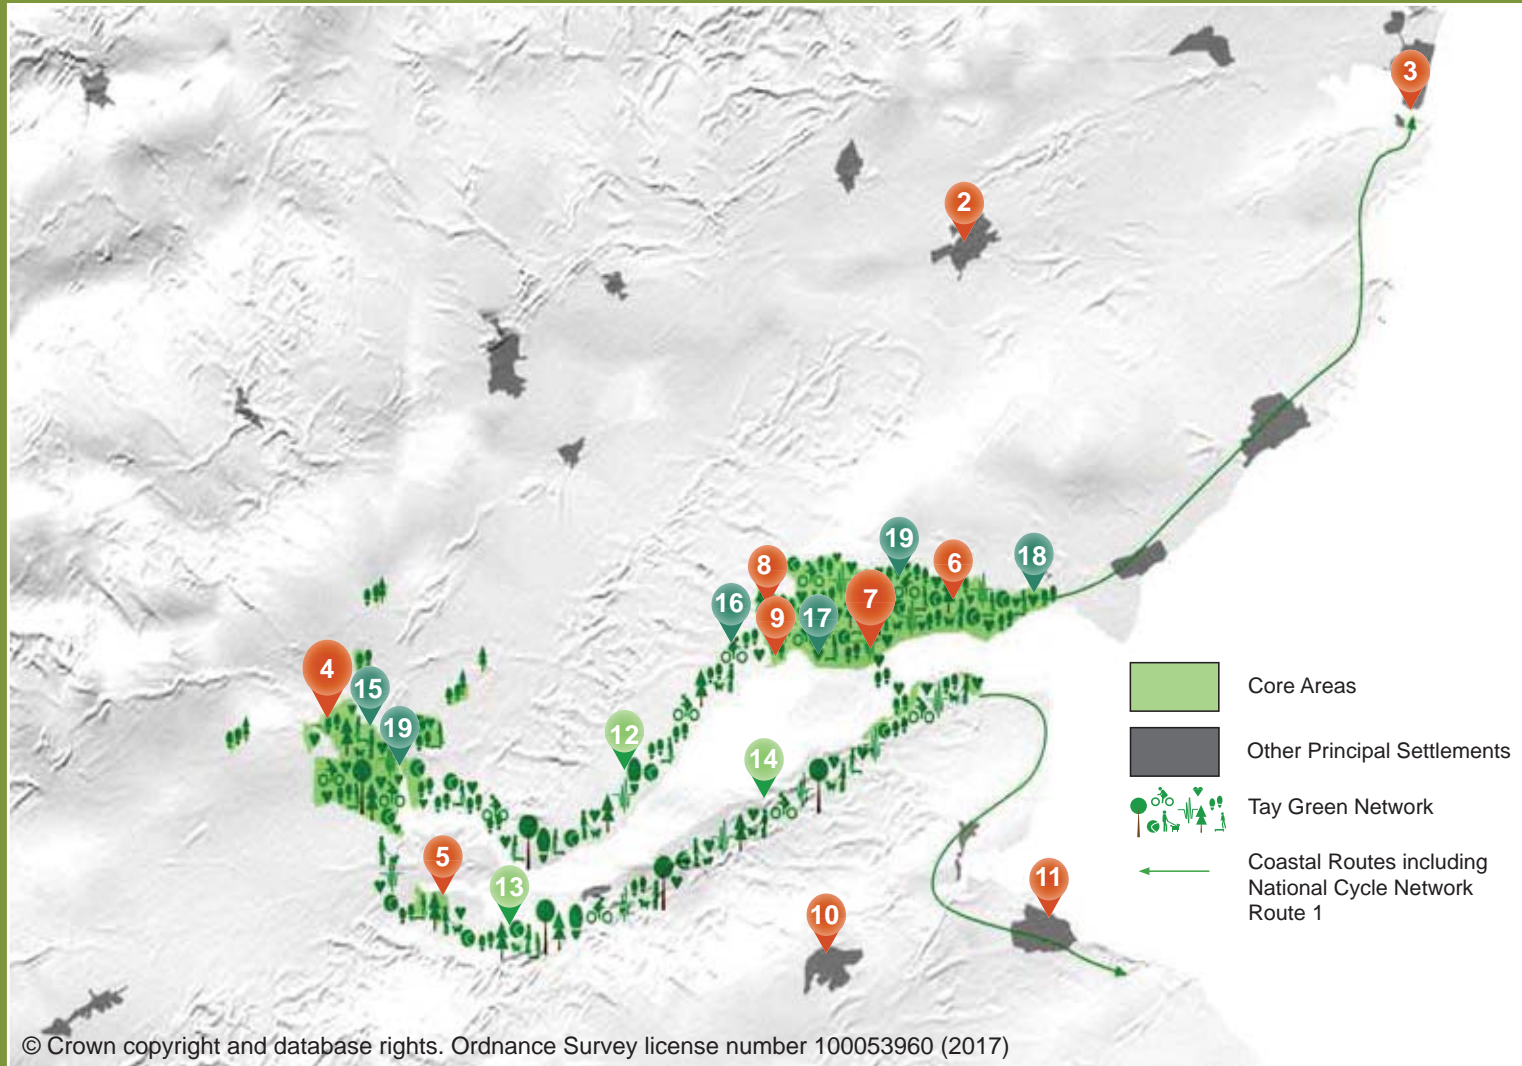 3
2
19
6
18
8
7
16
9
17
4
15
19
12
14
5
13
11
10
Core Areas
Other Principal Settlements
Tay Green Network
Coastal Routes including
National Cycle Network
Route 1
© Crown copyright and database rights. Ordnance Survey license number 100053960 (2017)